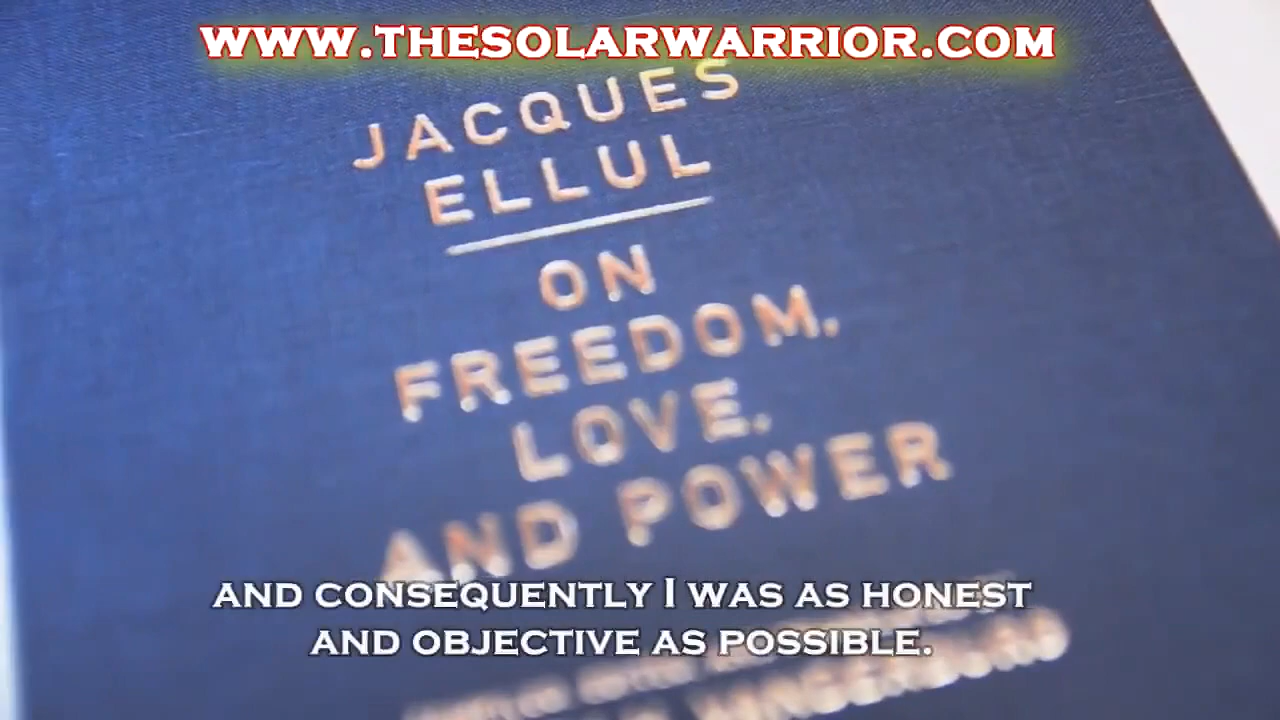 WWW.THESOLARWARRIOR.COM
JACQUES
ELLUL
ON
FREEDOM,
LOVE,
AND POWER
AND CONSEQUENTLY I WAS AS HONEST
AND OBJECTIVE AS POSSIBLE.